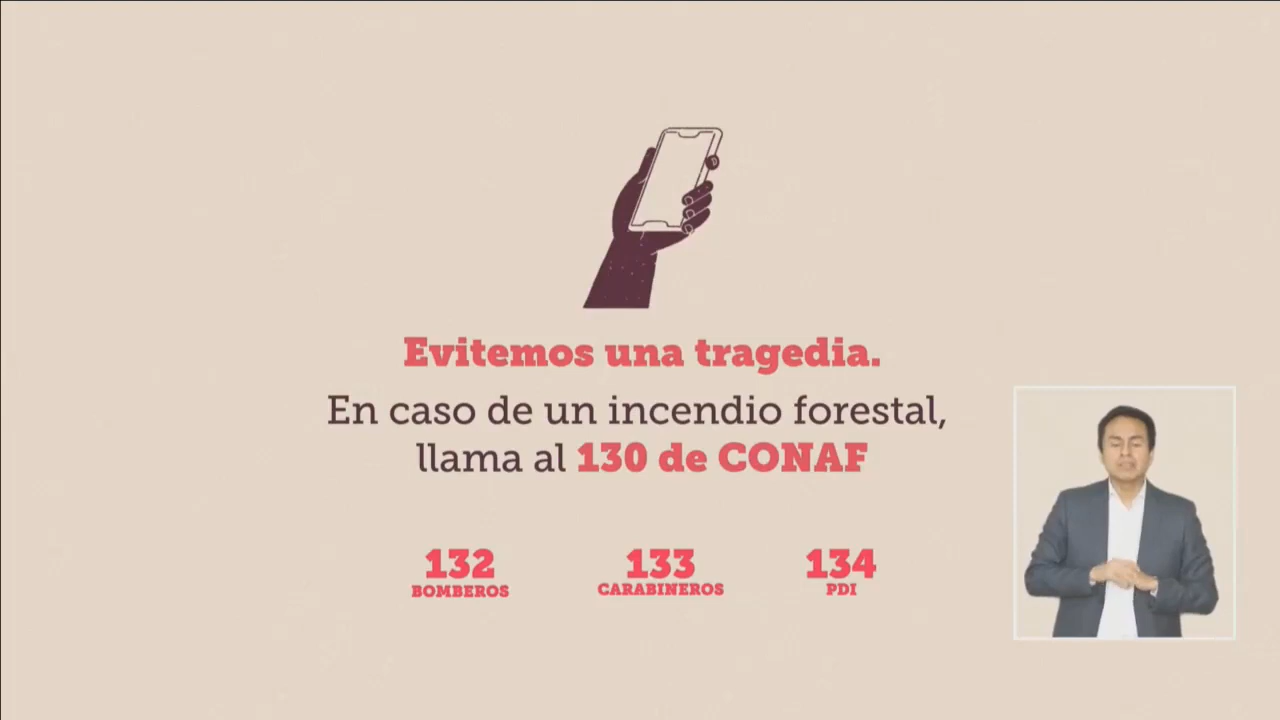 Evitemos una tragedia.
En caso de un incendio forestal,
llama al 130 de CONAF
132
BOMBEROS
133
CARABINEROS
134
PDI